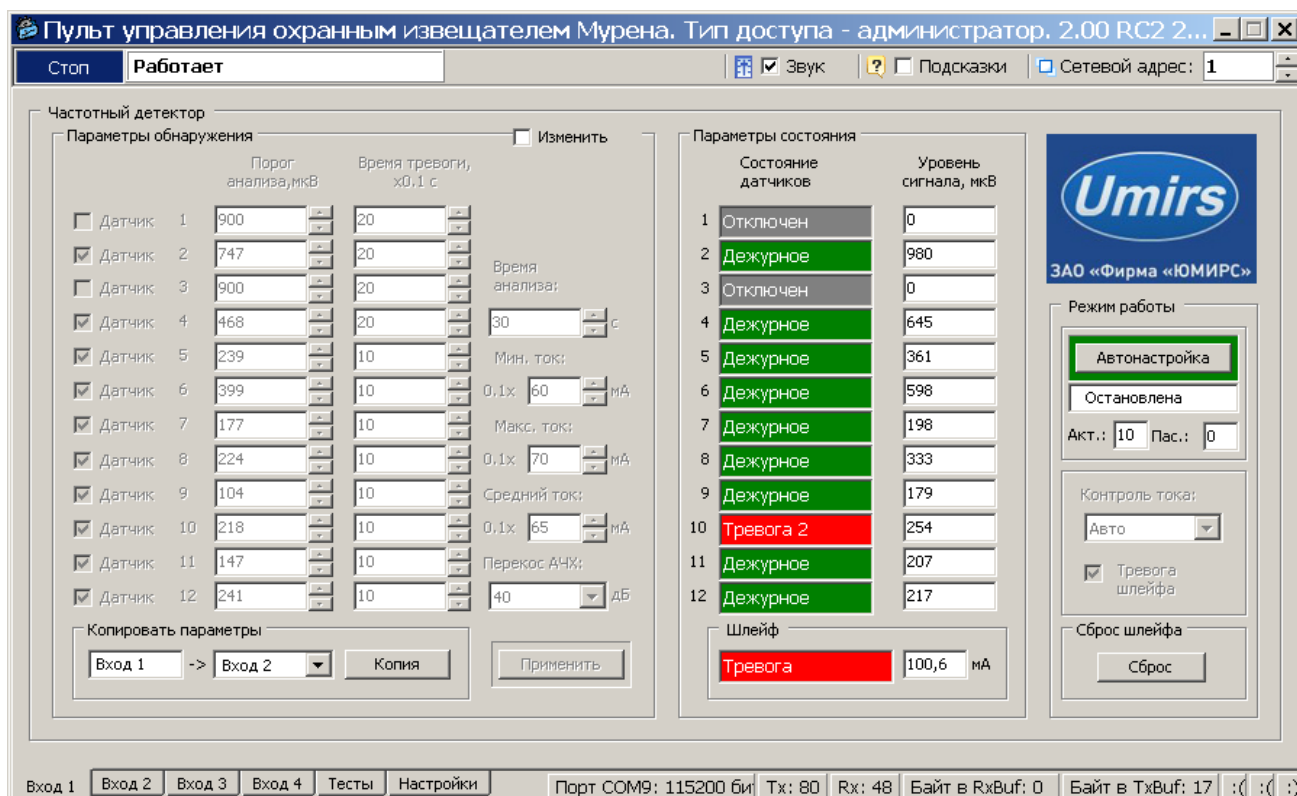 Пульт управления охранным извещателем Мурена. Тип доступа - администратор. 2.00 RC2 2...
Стоп Работает Звук Подсказки Сетевой адрес: 1
Частотный детектор
Параметры обнаружения Изменить
Порог анализа,мкВ Время тревоги, x0.1 с
Датчик 1 900 20
Датчик 2 747 20
Датчик 3 900 20
Датчик 4 468 20
Датчик 5 239 10
Датчик 6 399 10
Датчик 7 177 10
Датчик 8 224 10
Датчик 9 104 10
Датчик 10 218 10
Датчик 11 147 10
Датчик 12 241 10
Время
анализа:
30 с
Мин. ток:
0.1x 60 мА
Макс. ток:
0.1x 70 мА
Средний ток:
0.1x 65 мА
Перекос АЧХ:
40 дБ
Копировать параметры
Вход 1 -> Вход 2 Копия
Применить
Параметры состояния
Состояние датчиков Уровень сигнала, мкВ
1 Отключен 0
2 Дежурное 980
3 Отключен 0
4 Дежурное 645
5 Дежурное 361
6 Дежурное 598
7 Дежурное 198
8 Дежурное 333
9 Дежурное 179
10 Тревога 2 254
11 Дежурное 207
12 Дежурное 217
Шлейф
Тревога 100,6 мА
Umirs
ЗАО «Фирма «ЮМИРС»
Режим работы
Автонастройка
Остановлена
Акт.: 10 Пас.: 0
Контроль тока:
Авто
Тревога
шлейфа
Сброс шлейфа
Сброс
Вход 1 Вход 2 Вход 3 Вход 4 Тесты Настройки
Порт COM9: 115200 би Tx: 80 Rx: 48 Байт в RxBuf: 0 Байт в TxBuf: 17 :( :( :)